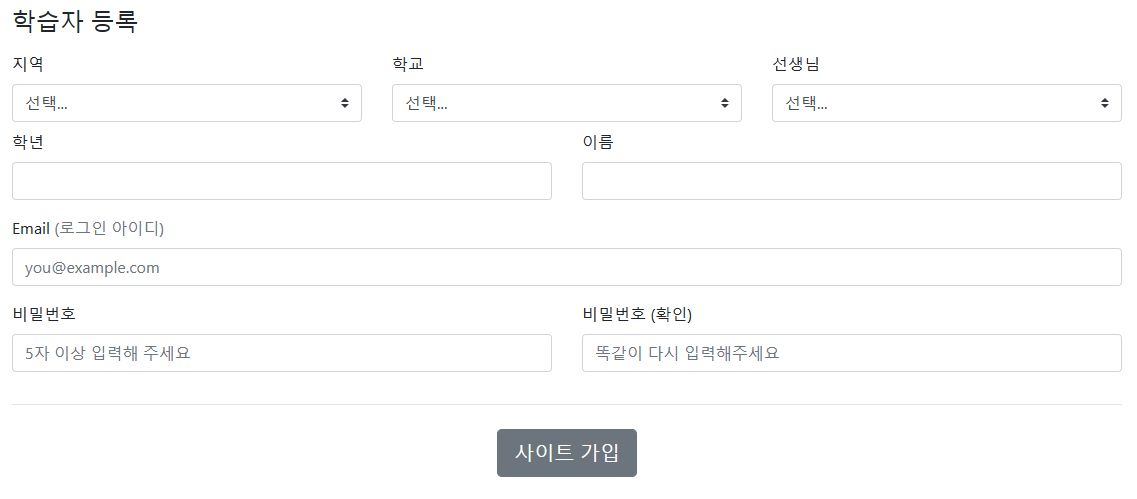 학습자 등록
지역 학교 선생님
선택... 선택... 선택...
학년 이름
Email (로그인 아이디)
you@example.com
비밀번호 비밀번호 (확인)
5자 이상 입력해 주세요 똑같이 다시 입력해주세요
사이트 가입